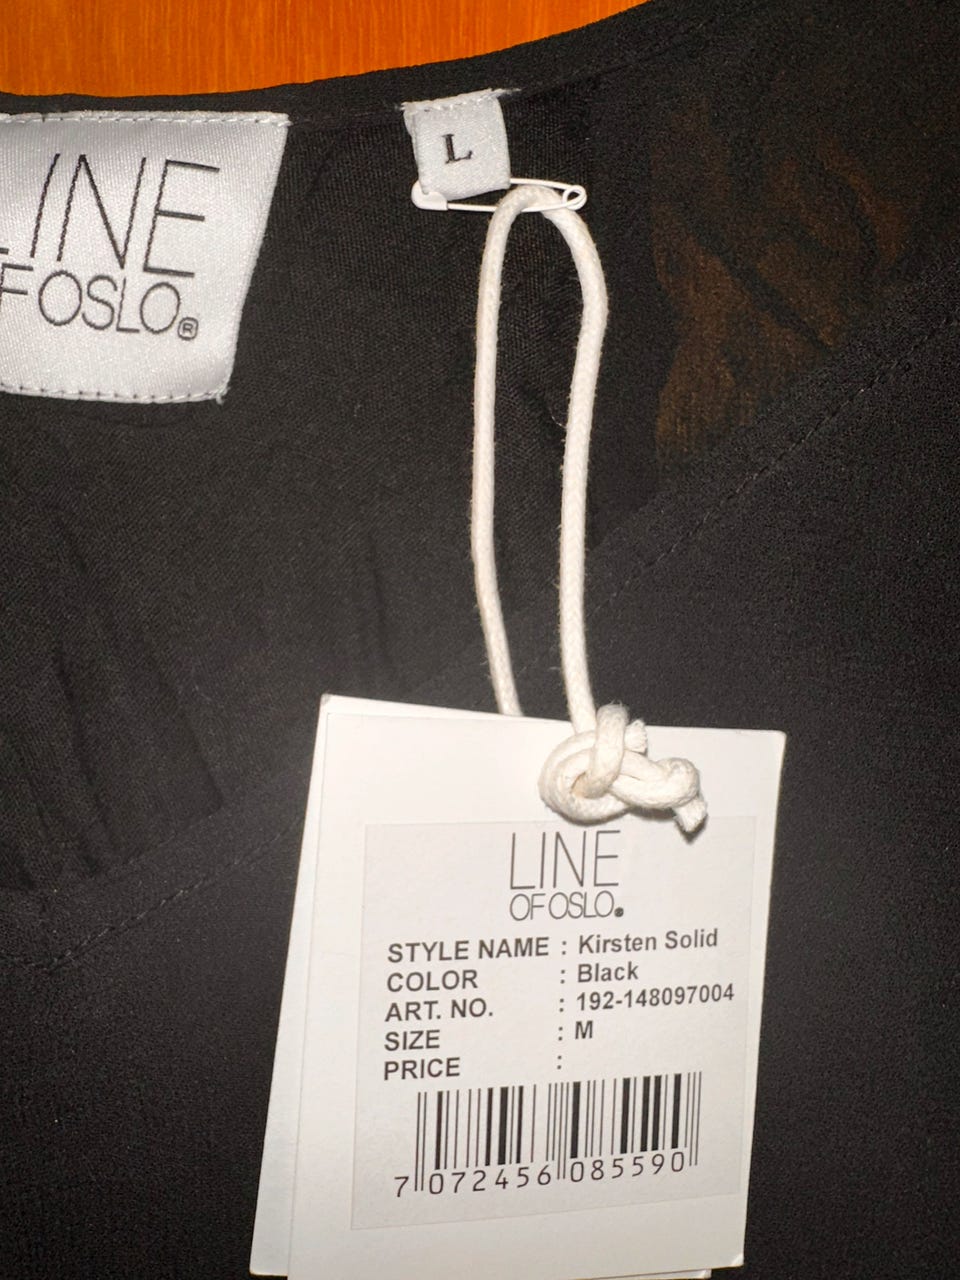 LINE
F OSLO®
L
LINE
OF OSLO®
STYLE NAME : Kirsten Solid
COLOR : Black
ART. NO. : 192-148097004
SIZE : M
PRICE :
7 072456 085590